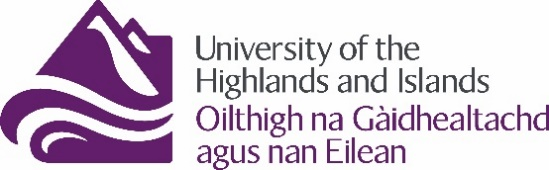 University of the
Highlands and Islands
Oilthigh na Gàidhealtachd
agus nan Eilean